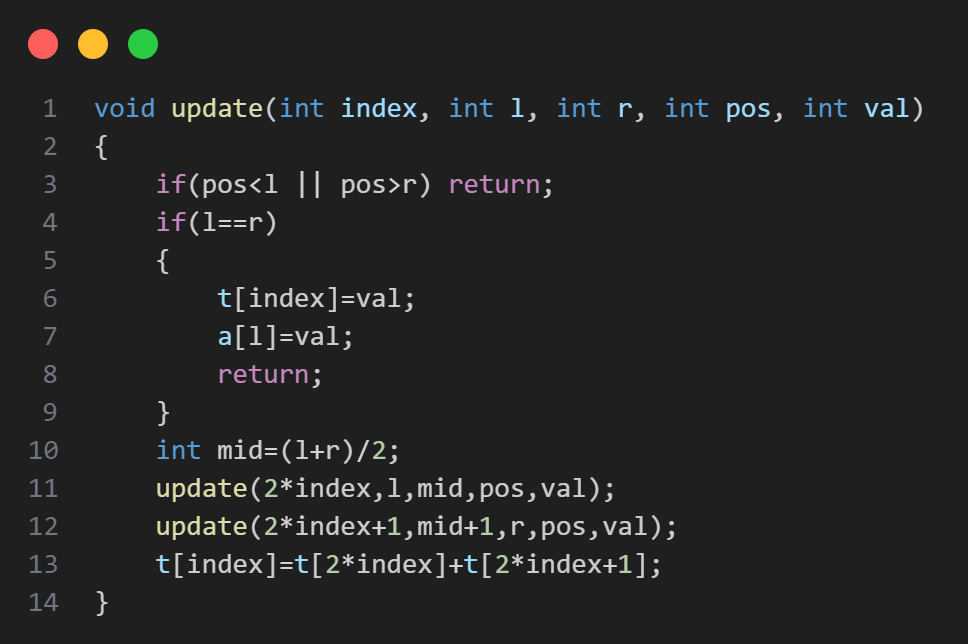 1 void update(int index, int l, int r, int pos, int val)
2 {
3     if(pos<l || pos>r) return;
4     if(l==r)
5     {
6         t[index]=val;
7         a[l]=val;
8         return;
9     }
10     int mid=(l+r)/2;
11     update(2*index,l,mid,pos,val);
12     update(2*index+1,mid+1,r,pos,val);
13     t[index]=t[2*index]+t[2*index+1];
14 }